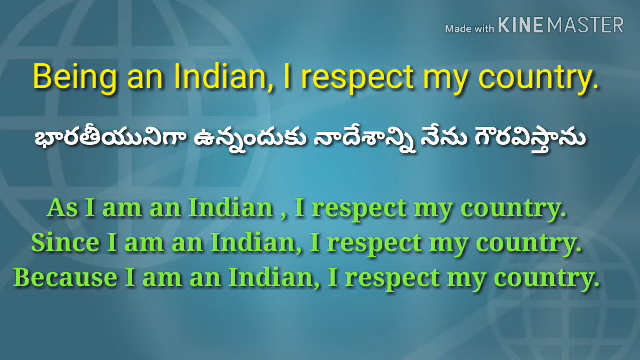 Made with KINEMASTER
Being an Indian, I respect my country.
భారతీయునిగా ఉన్నందుకు నాదేశాన్ని నేను గౌరవిస్తాను
As I am an Indian , I respect my country.
Since I am an Indian, I respect my country.
Because I am an Indian, I respect my country.